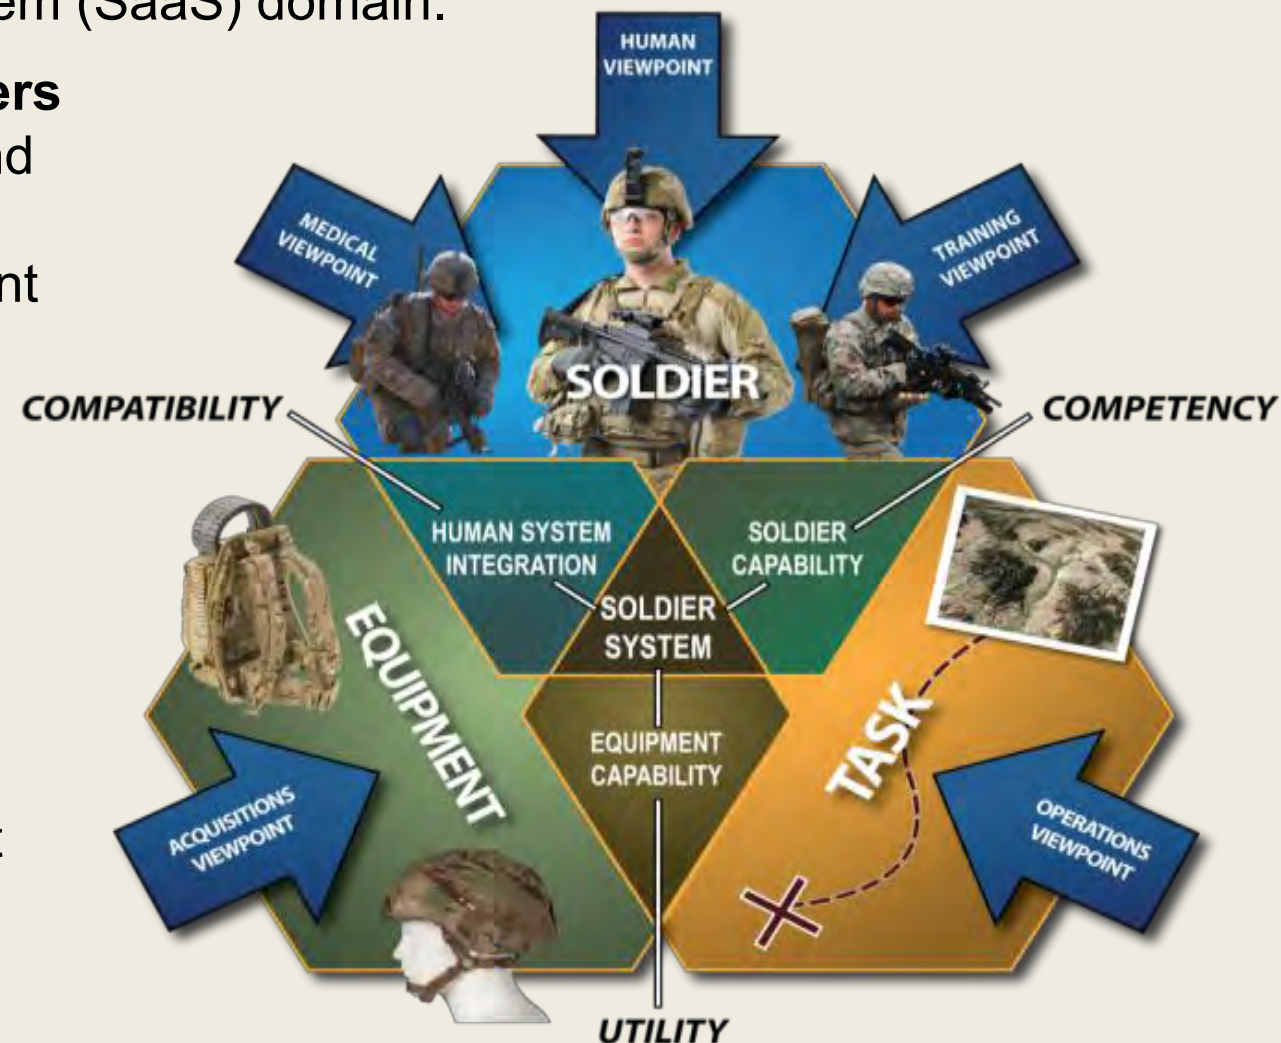 em (SaaS) domain.
ers
nd
nt
t
HUMAN
VIEWPOINT
MEDICAL
VIEWPOINT
TRAINING
VIEWPOINT
SOLDIER
COMPATIBILITY
COMPETENCY
HUMAN SYSTEM
INTEGRATION
SOLDIER
CAPABILITY
SOLDIER
SYSTEM
EQUIPMENT
TASK
EQUIPMENT
CAPABILITY
ACQUISITIONS
VIEWPOINT
OPERATIONS
VIEWPOINT
UTILITY